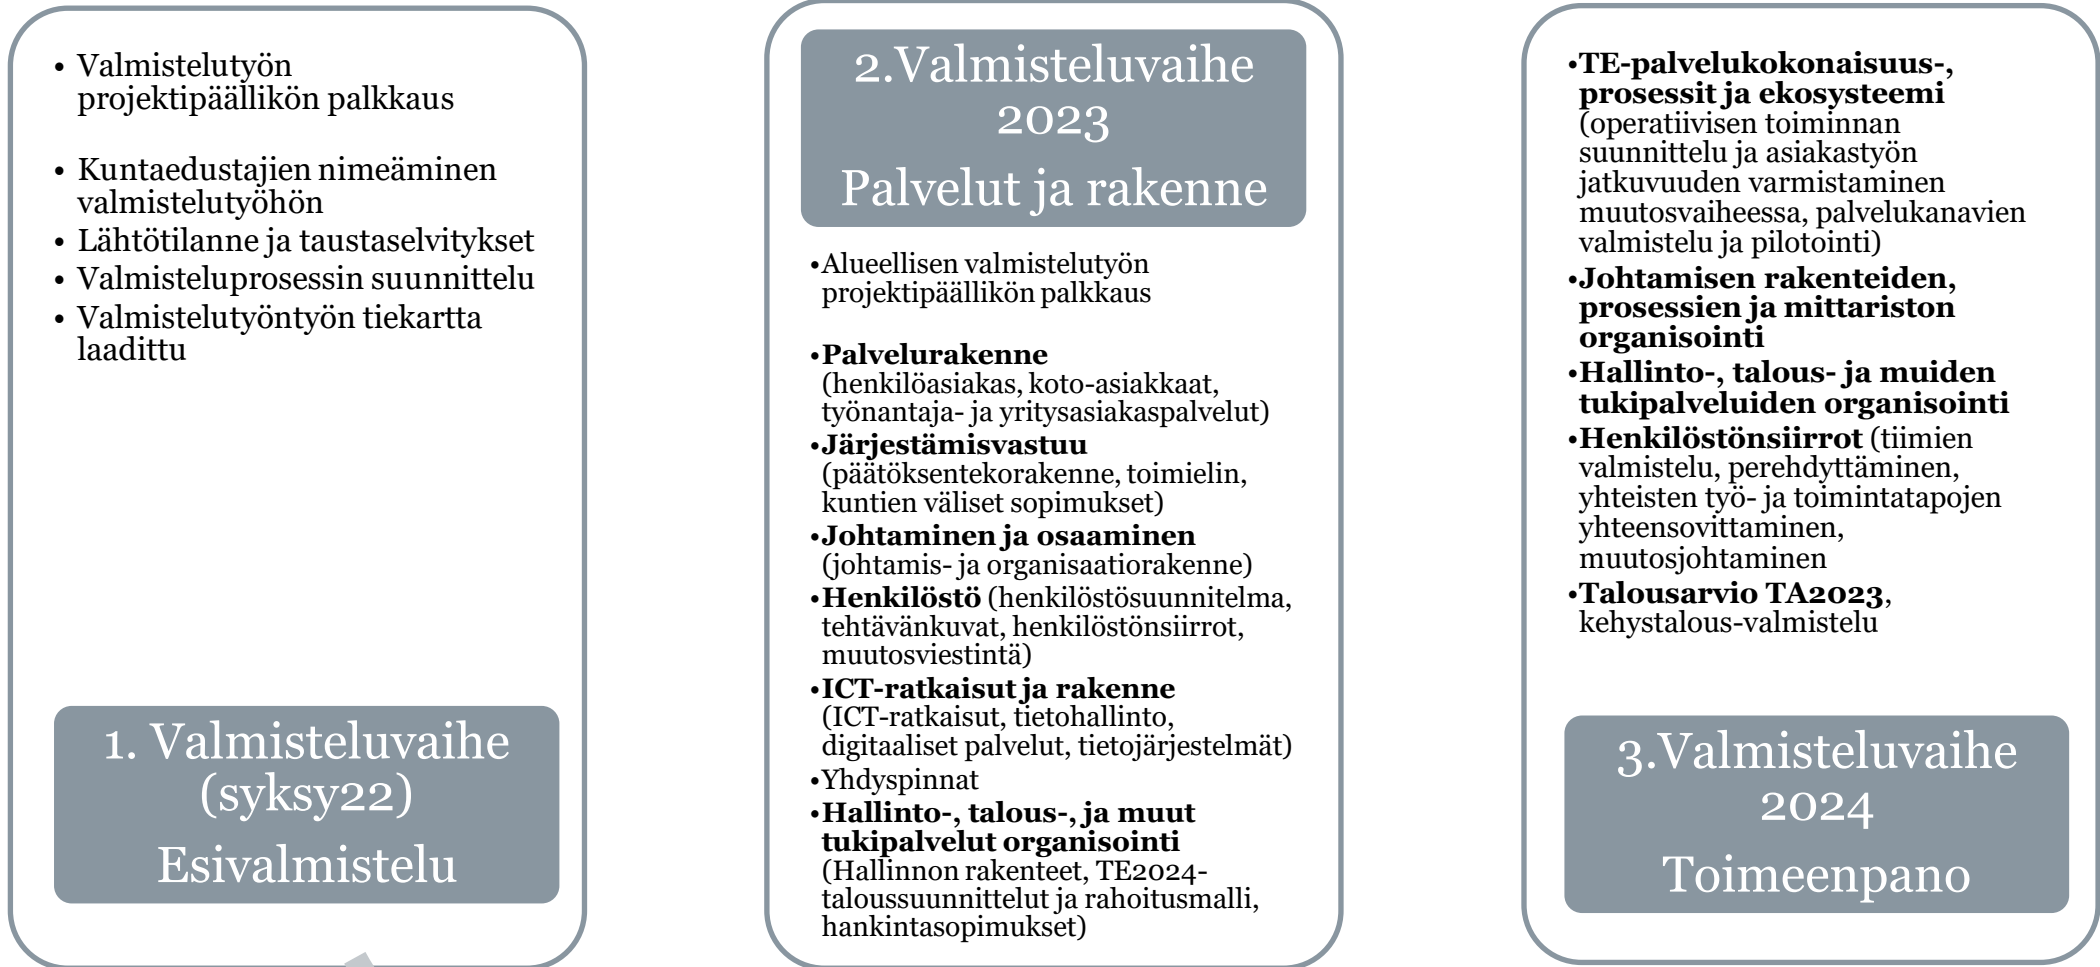 • Valmistelutyön
projektipäällikön palkkaus
• Kuntaedustajien nimeäminen
valmistelutyöhön
• Lähtötilanne ja taustaselvitykset
• Valmisteluprosessin suunnittelu
• Valmistelutyöntyön tiekartta
laadittu
1. Valmisteluvaihe
(syksy22)
Esivalmistelu
2.Valmisteluvaihe
2023
Palvelut ja rakenne
•Alueellisen valmistelutyön
projektipäällikön palkkaus
•Palvelurakenne
(henkilöasiakas, koto-asiakkaat,
työnantaja- ja yritysasiakaspalvelut)
•Järjestämisvastuu
(päätöksentekorakenne, toimielin,
kuntien väliset sopimukset)
•Johtaminen ja osaaminen
(johtamis- ja organisaatiorakenne)
•Henkilöstö (henkilöstösuunnitelma,
tehtävänkuvat, henkilöstönsiirrot,
muutosviestintä)
•ICT-ratkaisut ja rakenne
(ICT-ratkaisut, tietohallinto,
digitaaliset palvelut, tietojärjestelmät)
•Yhdyspinnat
•Hallinto-, talous-, ja muut
tukipalvelut organisointi
(Hallinnon rakenteet, TE2024-
taloussuunnittelut ja rahoitusmalli,
hankintasopimukset)
•TE-palvelukokonaisuus-,
prosessit ja ekosysteemi
(operatiivisen toiminnan
suunnittelu ja asiakastyön
jatkuvuuden varmistaminen
muutosvaiheessa, palvelukanavien
valmistelu ja pilotointi)
•Johtamisen rakenteiden,
prosessien ja mittariston
organisointi
•Hallinto-, talous- ja muiden
tukipalveluiden organisointi
•Henkilöstönsiirrot (tiimien
valmistelu, perehdyttäminen,
yhteisten työ- ja toimintatapojen
yhteensovittaminen,
muutosjohtaminen
•Talousarvio TA2023,
kehystalous-valmistelu
3.Valmisteluvaihe
2024
Toimeenpano